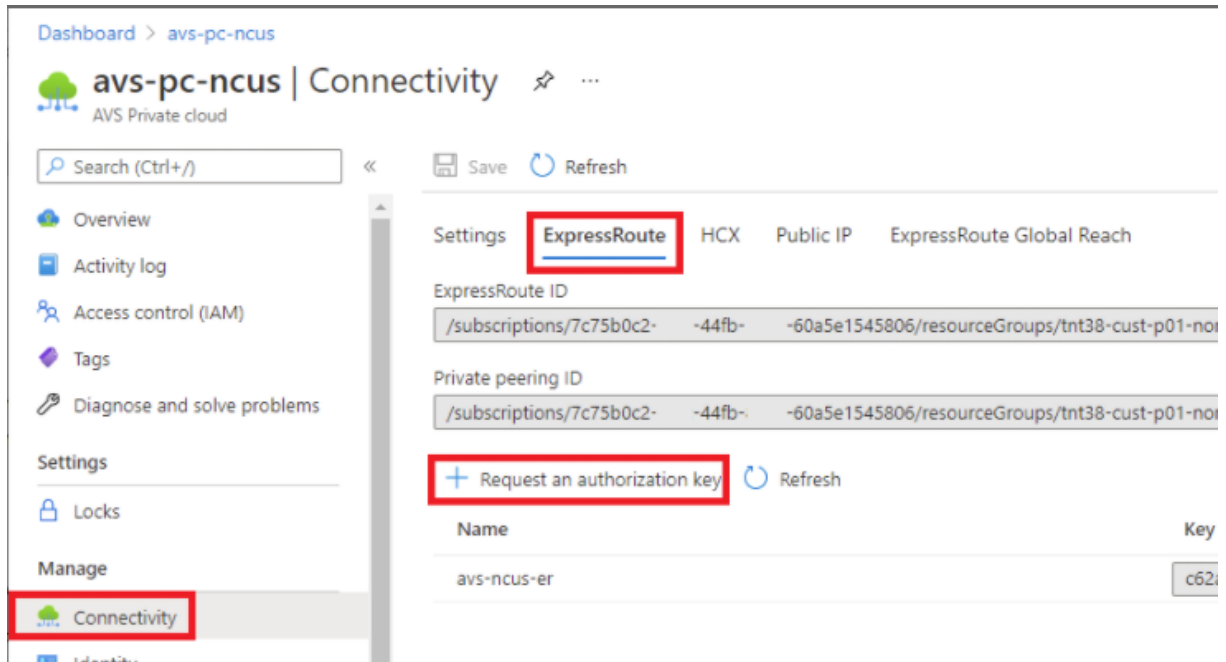 Dashboard > avs-pc-ncus
avs-pc-ncus | Connectivity ...
AVS Private cloud
Search (Ctrl+/) «
Overview
Activity log
Access control (IAM)
Tags
Diagnose and solve problems
Settings
Locks
Manage
Connectivity
Identity
Save Refresh
Settings ExpressRoute HCX Public IP ExpressRoute Global Reach
ExpressRoute ID
/subscriptions/7c75b0c2- -44fb- -60a5e1545806/resourceGroups/tnt38-cust-p01-nor
Private peering ID
/subscriptions/7c75b0c2- -44fb- -60a5e1545806/resourceGroups/tnt38-cust-p01-nor
+ Request an authorization key Refresh
Name Key
avs-ncus-er c62a